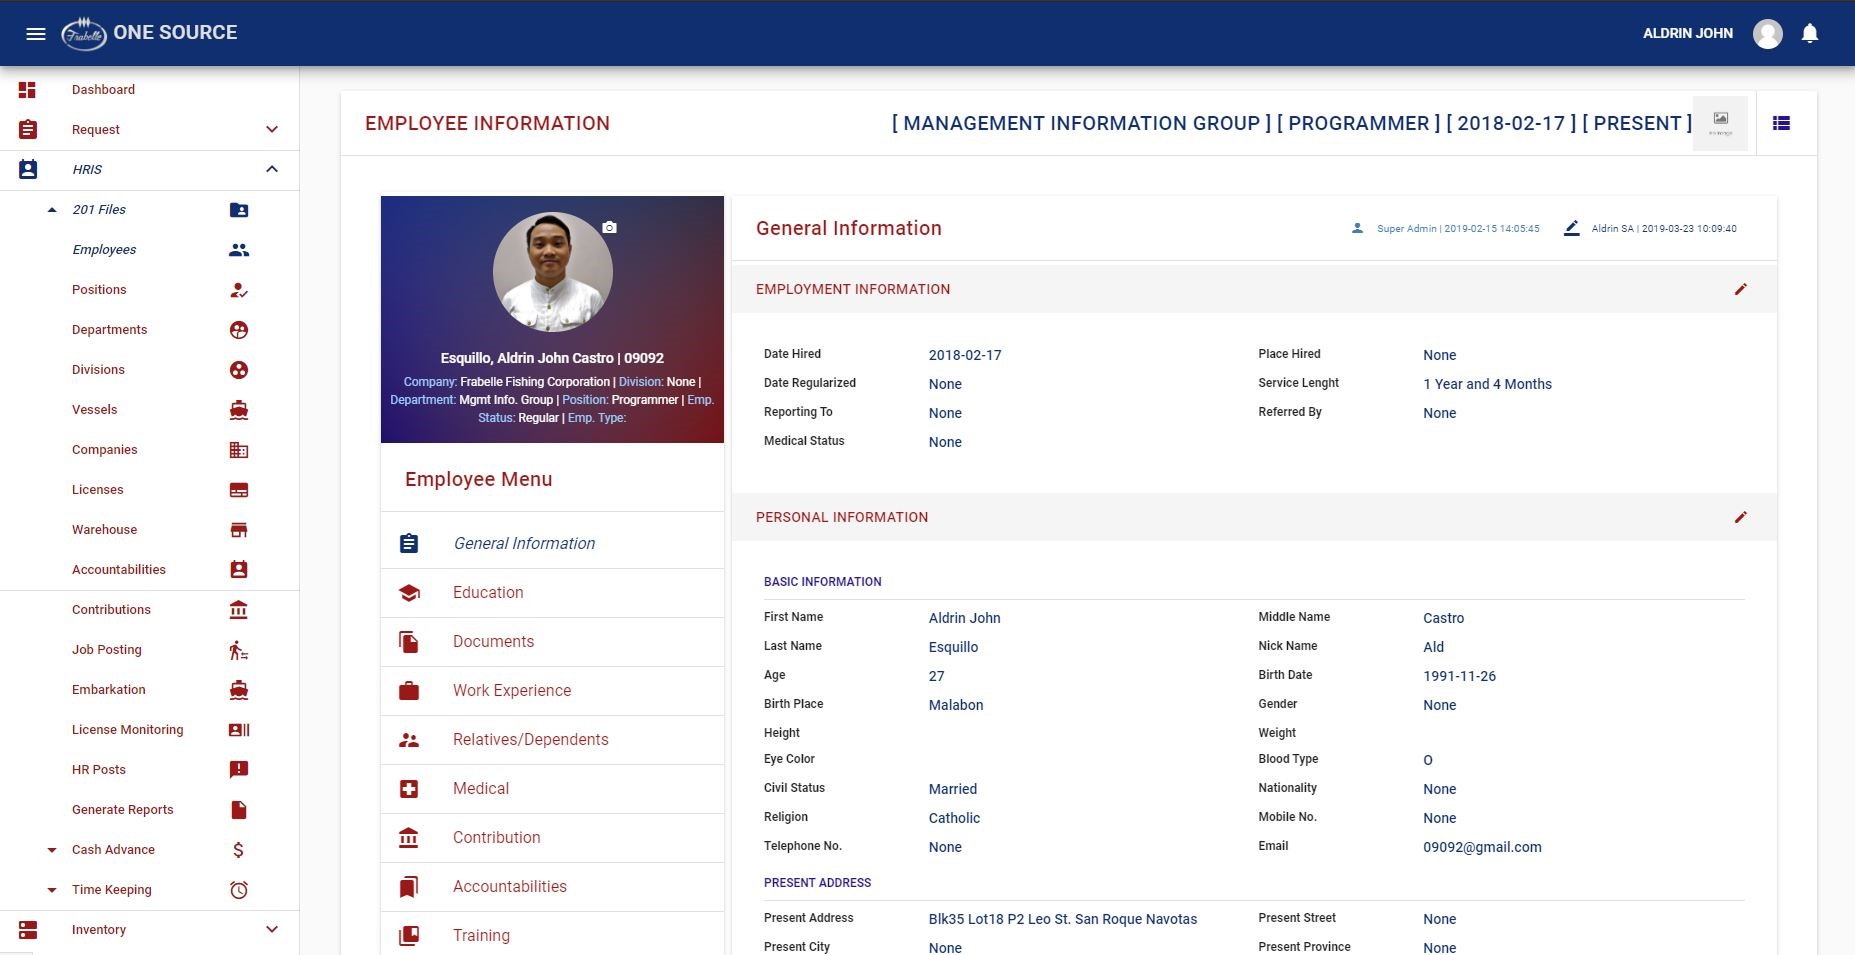 Frabelle ONE SOURCE
ALDRIN JOHN
Dashboard
Request
HRIS
201 Files
Employees
Positions
Departments
Divisions
Vessels
Companies
Licenses
Warehouse
Accountabilities
Contributions
Job Posting
Embarkation
License Monitoring
HR Posts
Generate Reports
Cash Advance
Time Keeping
Inventory
EMPLOYEE INFORMATION
[ MANAGEMENT INFORMATION GROUP ] [ PROGRAMMER ] [ 2018-02-17 ] [ PRESENT ]
Esquillo, Aldrin John Castro | 09092
Company: Frabelle Fishing Corporation | Division: None |
Department: Mgmt Info. Group | Position: Programmer | Emp.
Status: Regular | Emp. Type:
Employee Menu
General Information
Education
Documents
Work Experience
Relatives/Dependents
Medical
Contribution
Accountabilities
Training
General Information
Super Admin | 2019-02-15 14:05:45
Aldrin SA | 2019-03-23 10:09:40
EMPLOYMENT INFORMATION
Date Hired 2018-02-17 Place Hired None
Date Regularized None Service Lenght 1 Year and 4 Months
Reporting To None Referred By None
Medical Status None
PERSONAL INFORMATION
BASIC INFORMATION
First Name Aldrin John Middle Name Castro
Last Name Esquillo Nick Name Ald
Age 27 Birth Date 1991-11-26
Birth Place Malabon Gender None
Height Weight
Eye Color Blood Type O
Civil Status Married Nationality None
Religion Catholic Mobile No. None
Telephone No. None Email 09092@gmail.com
PRESENT ADDRESS
Present Address Blk35 Lot18 P2 Leo St. San Roque Navotas Present Street None
Present City None Present Province None